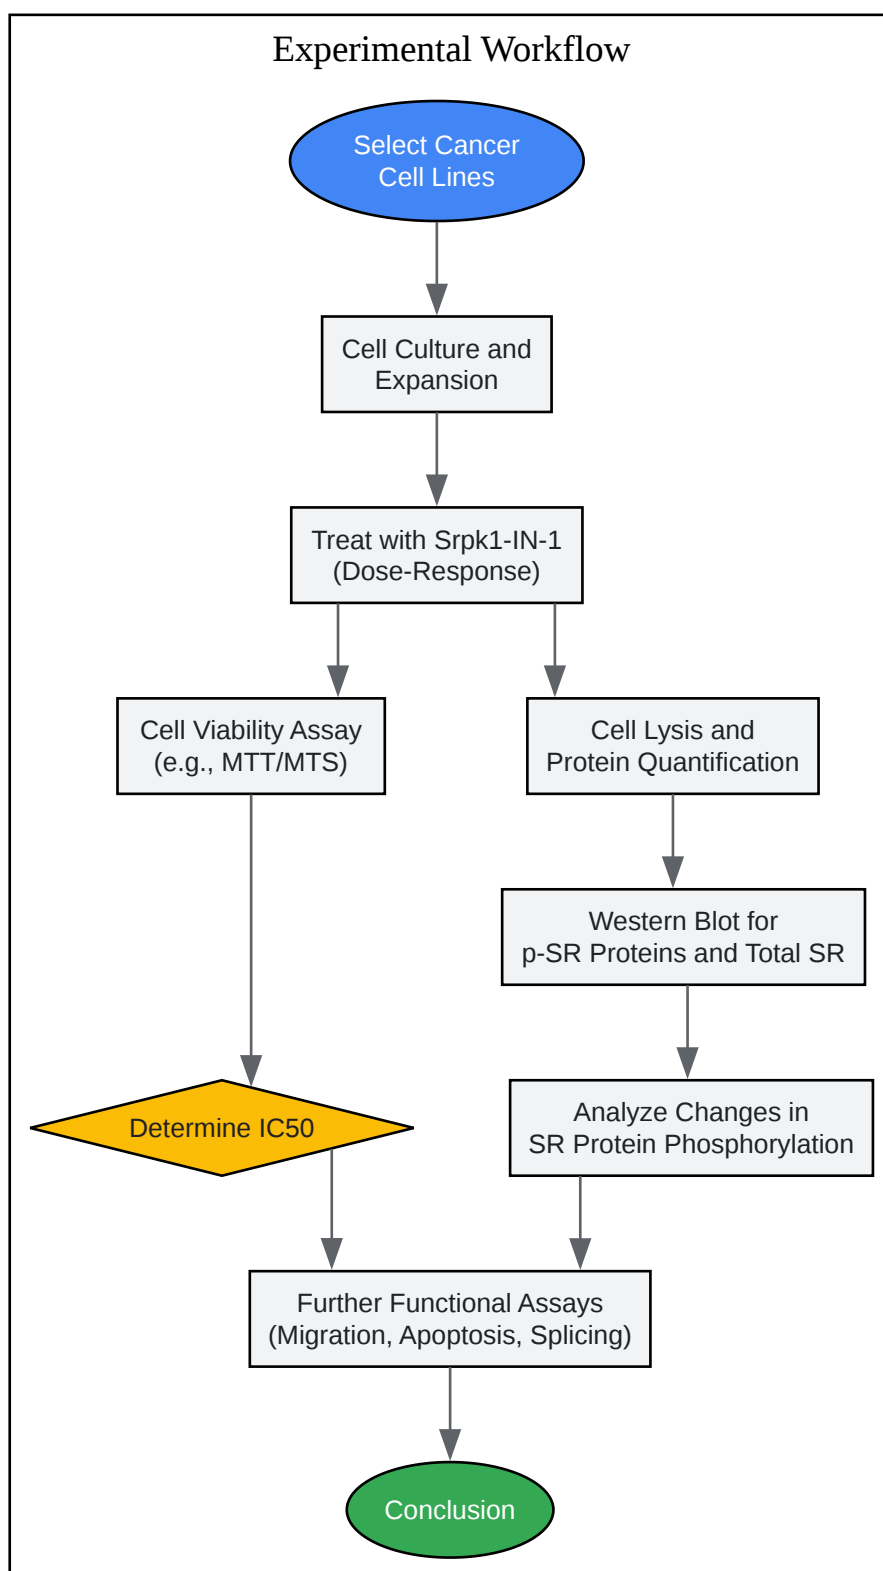 Experimental Workflow
Select Cancer
Cell Lines
Cell Culture and
Expansion
Treat with Srpk1-IN-1
(Dose-Response)
Cell Viability Assay
(e.g., MTT/MTS)
Cell Lysis and
Protein Quantification
Western Blot for
p-SR Proteins and Total SR
Determine IC50
Analyze Changes in
SR Protein Phosphorylation
Further Functional Assays
(Migration, Apoptosis, Splicing)
Conclusion